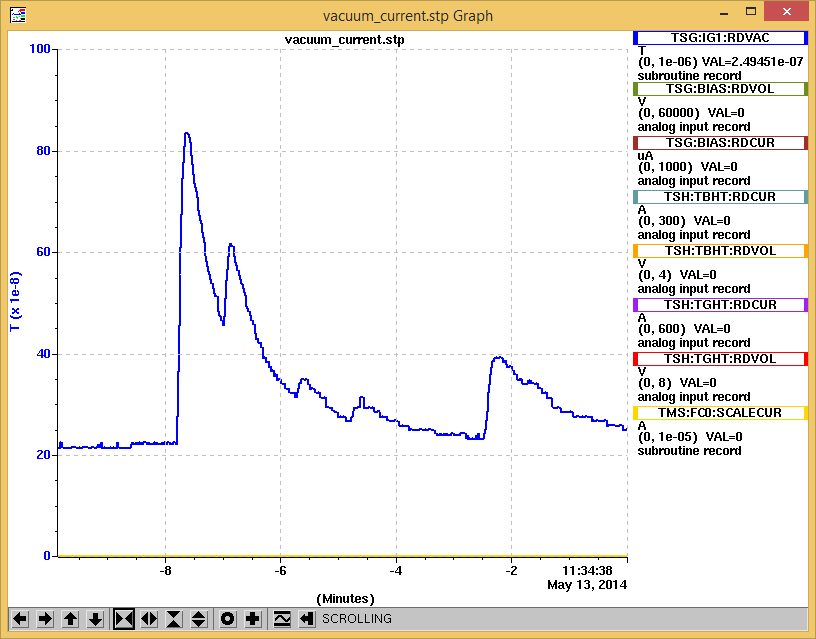 vacuum_current.stp Graph
vacuum_current.stp
100
80
60
40
20
0
T (x 1e-8)
-8
-6
-4
-2
11:34:38
May 13, 2014
(Minutes)
TSG:IG1:RDVAC
T
(0, 1e-06) VAL=2.49451e-07
subroutine record
TSG:BIAS:RDVOL
V
(0, 60000) VAL=0
analog input record
TSG:BIAS:RDCUR
uA
(0, 1000) VAL=0
analog input record
TSH:TBHT:RDCUR
A
(0, 300) VAL=0
analog input record
TSH:TBHT:RDVOL
V
(0, 4) VAL=0
analog input record
TSH:TGHT:RDCUR
A
(0, 600) VAL=0
analog input record
TSH:TGHT:RDVOL
V
(0, 8) VAL=0
analog input record
TMS:FC0:SCALECUR
A
(0, 1e-05) VAL=0
subroutine record
SCROLLING